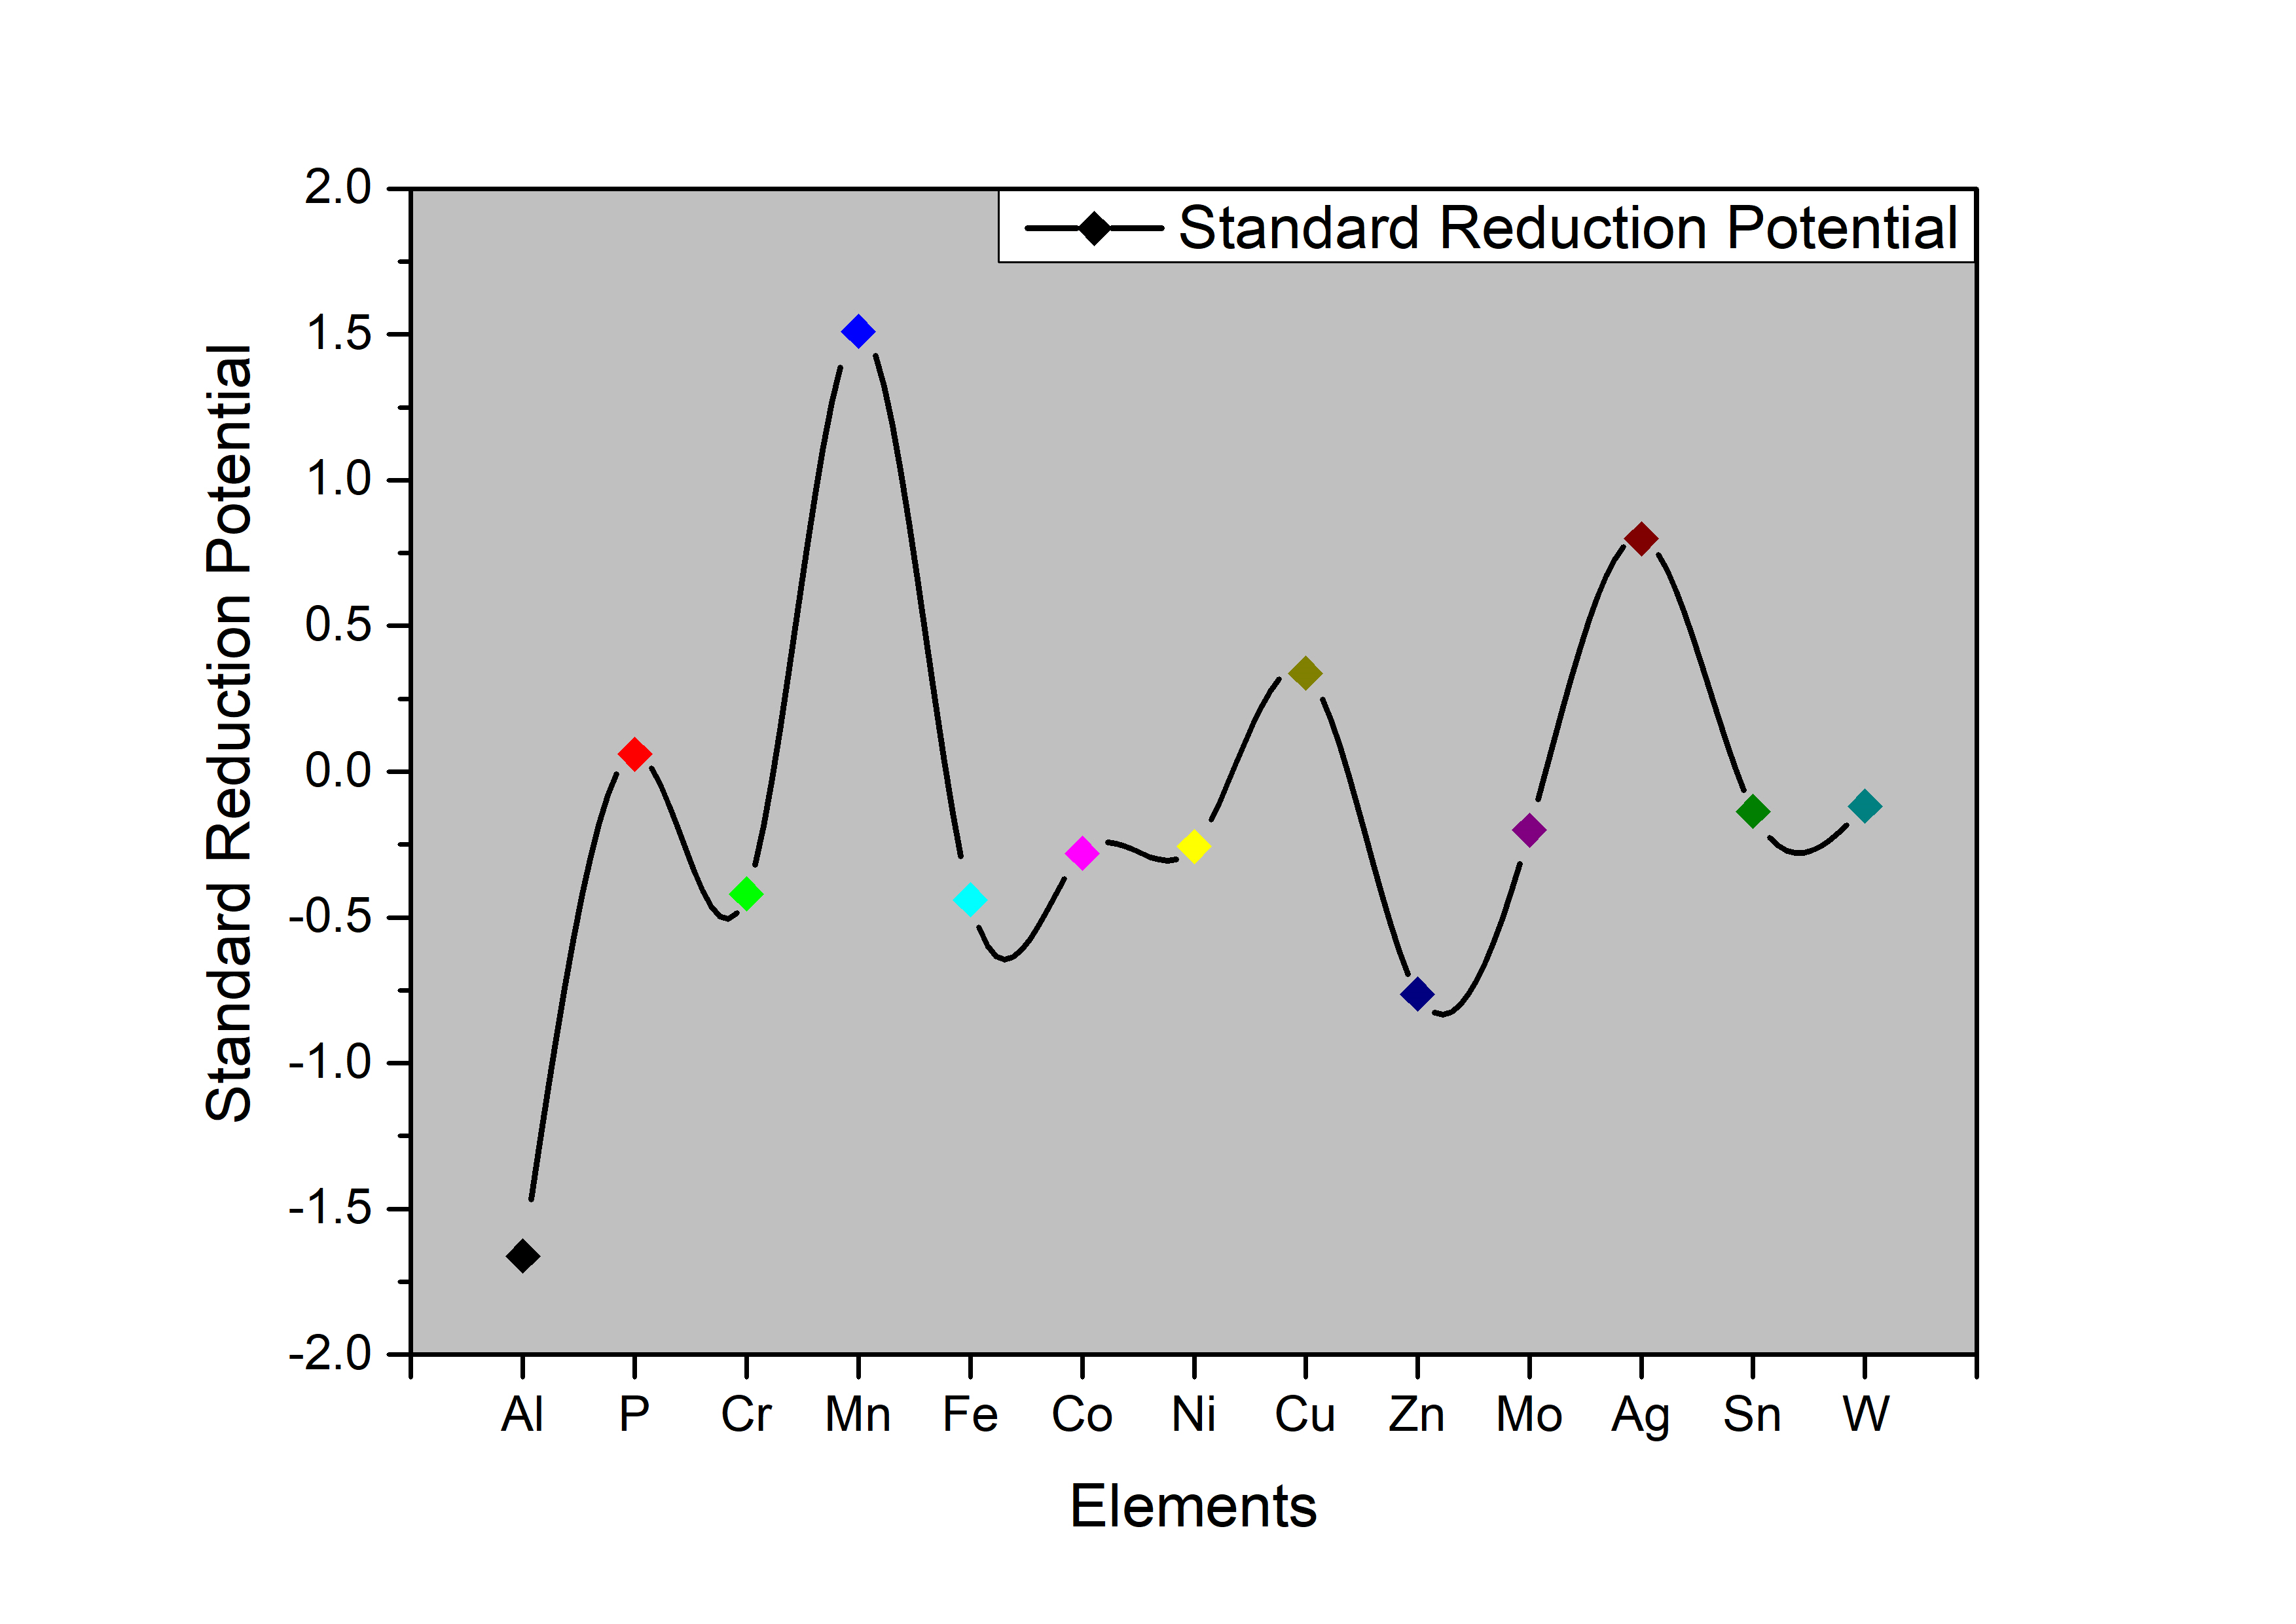 Standard Reduction Potential
Standard Reduction Potential
2.0
1.5
1.0
0.5
0.0
-0.5
-1.0
-1.5
-2.0
Al P Cr Mn Fe Co Ni Cu Zn Mo Ag Sn W
Elements